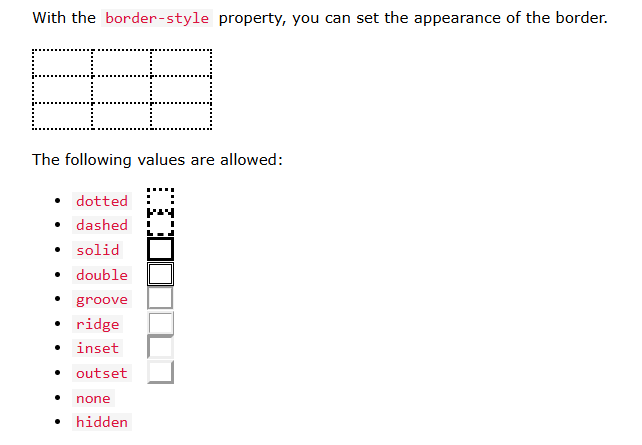 With the border-style property, you can set the appearance of the border.
The following values are allowed:
dotted
dashed
solid
double
groove
ridge
inset
outset
none
hidden